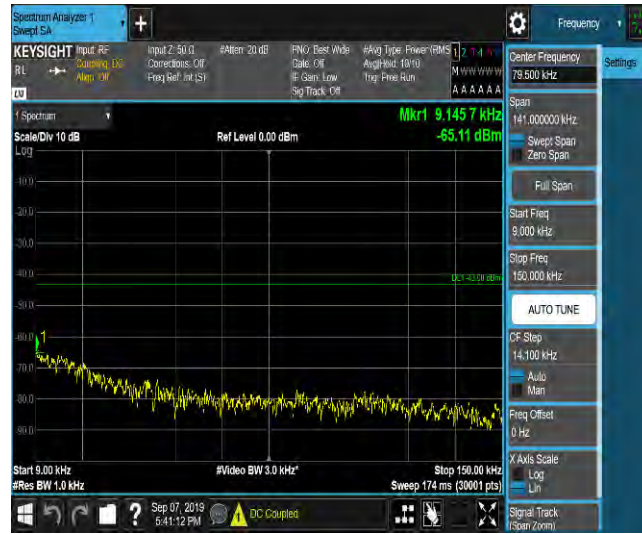 Spectrum Analyzer 1
Swept SA
+
Frequency
KEYSIGHT
RL
Input: RF
Coupling: DC
Align: Off
Input Z: 50 Ω
Corrections: Off
Freq Ref: Int (S)
#Atten: 20 dB
PNO: Best Wide
Gate: Off
IF Gain: Low
Sig Track: Off
#Avg Type: Power (RMS
Avg|Hold: 10/10
Trig: Free Run
M W W W W W
A A A A A A
LXI
1 Spectrum
Scale/Div 10 dB
Log
Ref Level 0.00 dBm
Mkr1 9.145 7 kHz
-65.11 dBm
-10.0
-20.0
-30.0
-40.0
DL1 -43.00 dBm
-50.0
-60.0
1
-70.0
-80.0
-90.0
Start 9.00 kHz
#Video BW 3.0 kHz*
Stop 150.00 kHz
#Res BW 1.0 kHz
Sweep 174 ms (30001 pts)
?
Sep 07, 2019
5:41:12 PM
DC Coupled
Center Frequency
79.500 kHz
Settings
Span
141.000000 kHz
Swept Span
Zero Span
Full Span
Start Freq
9.000 kHz
Stop Freq
150.000 kHz
AUTO TUNE
CF Step
14.100 kHz
Auto
Man
Freq Offset
0 Hz
X Axis Scale
Log
Lin
Signal Track
(Span Zoom)